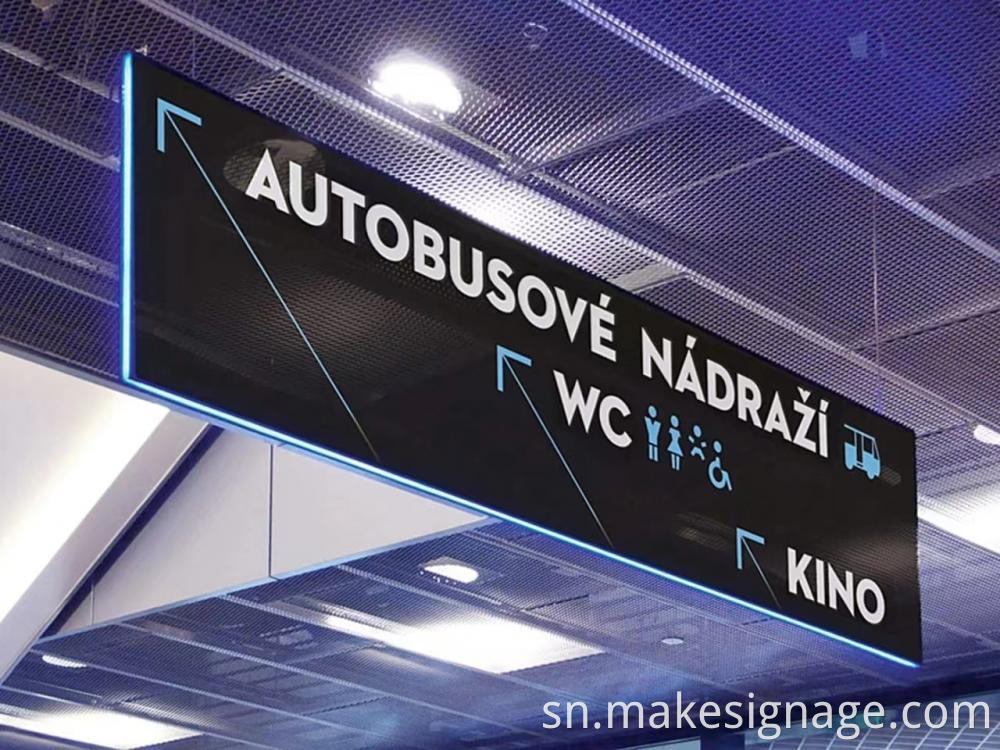 AUTOBUSOVÉ NÁDRAŽÍ
WC
KINO
sn.makesignage.com